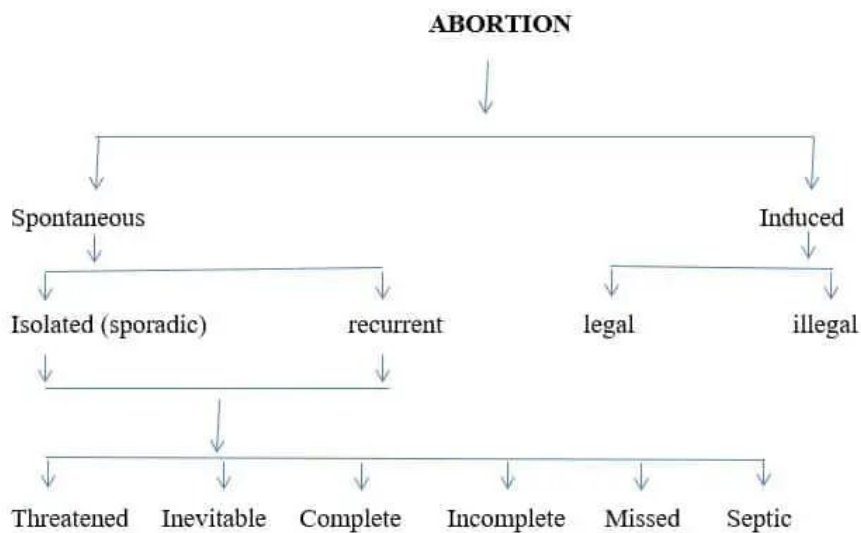 ABORTION
Spontaneous Induced
Isolated (sporadic) recurrent legal illegal
Threatened Inevitable Complete Incomplete Missed Septic